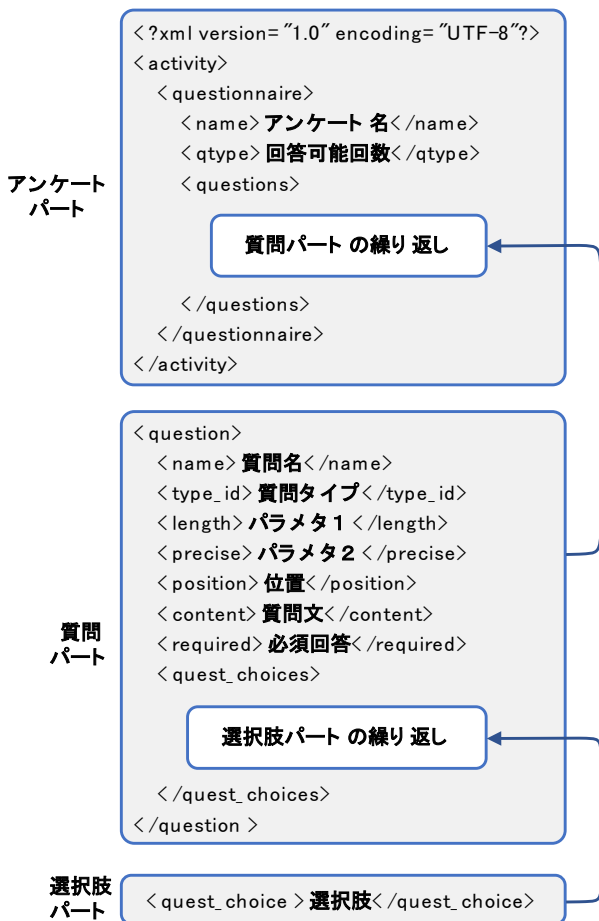 <?xml version="1.0" encoding="UTF-8"?>
<activity>
<questionnaire>
<name>アンケート名</name>
<qtype>回答可能回数</qtype>
<questions>
アンケート
パート
質問パートの繰り返し
</questions>
</questionnaire>
</activity>
<question>
<name>質問名</name>
<type_id>質問タイプ</type_id>
<length>パラメタ1</length>
<precise>パラメタ2</precise>
<position>位置</position>
<content>質問文</content>
<required>必須回答</required>
<quest_choices>
質問
パート
選択肢パートの繰り返し
</quest_choices>
</question >
選択肢
パート
<quest_choice >選択肢</quest_choice>